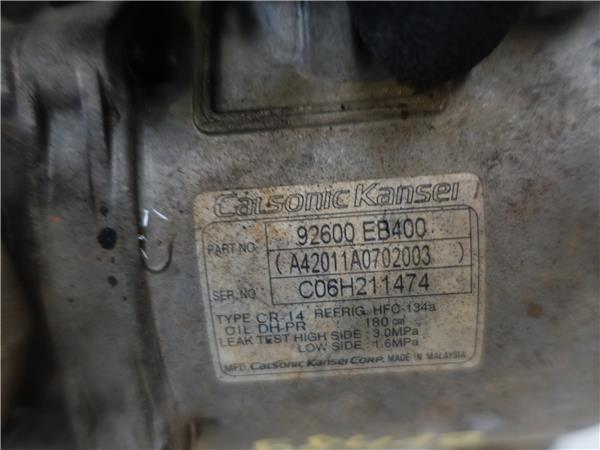 Calsonic Kansei
PART NO. 92600 EB400
(A42011A0702003)
SER.NO. C06H211474
TYPE CR-14 REFRIG. HFC-134a
OIL DH-PR 180 cm³
LEAK TEST HIGH SIDE : 3.0MPa
LOW SIDE : 1.6MPa
MFD. Calsonic Kansei CORP. MADE IN MALAYSIA